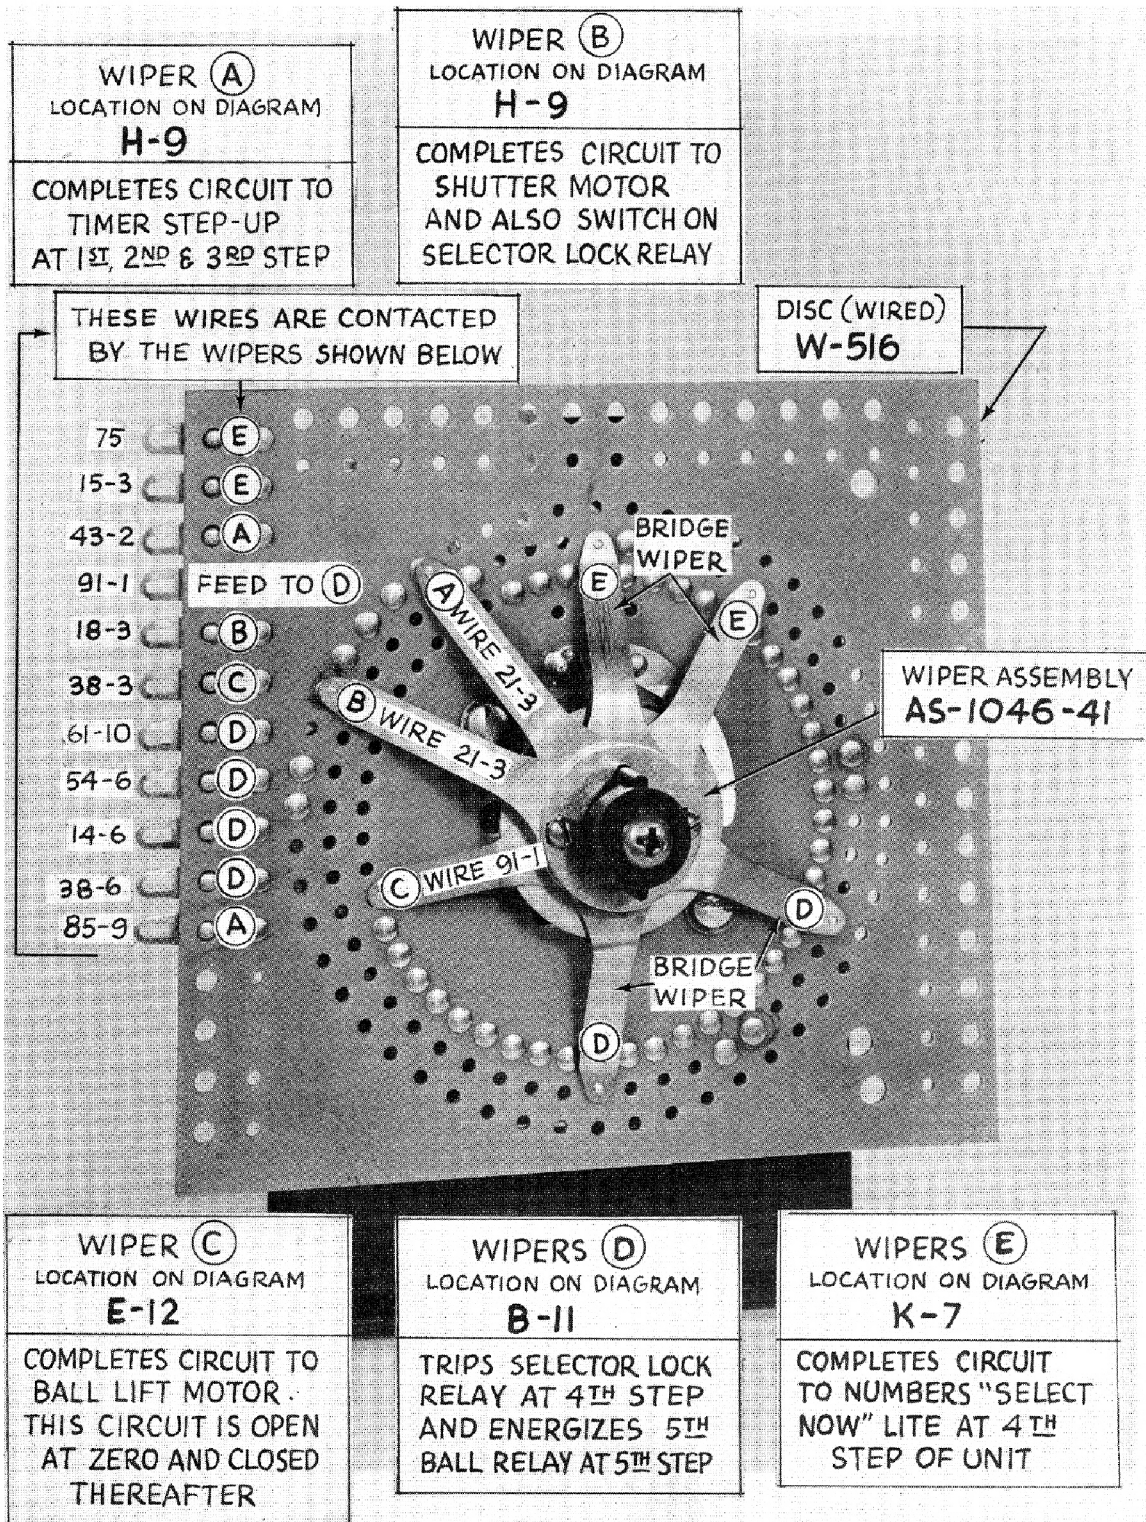 WIPER A
LOCATION ON DIAGRAM
H-9
COMPLETES CIRCUIT TO
TIMER STEP-UP
AT 1ST, 2ND & 3RD STEP
WIPER B
LOCATION ON DIAGRAM
H-9
COMPLETES CIRCUIT TO
SHUTTER MOTOR
AND ALSO SWITCH ON
SELECTOR LOCK RELAY
THESE WIRES ARE CONTACTED
BY THE WIPERS SHOWN BELOW
DISC (WIRED)
W-516
75 E
15-3 E
43-2 A
91-1 FEED TO D
18-3 B
38-3 C
61-10 D
54-6 D
14-6 D
38-6 D
85-9 A
BRIDGE
WIPER
E
E
A WIRE 21-3
B WIRE 21-3
C WIRE 91-1
WIPER ASSEMBLY
AS-1046-41
D
BRIDGE
WIPER
D
WIPER C
LOCATION ON DIAGRAM
E-12
COMPLETES CIRCUIT TO
BALL LIFT MOTOR.
THIS CIRCUIT IS OPEN
AT ZERO AND CLOSED
THEREAFTER
WIPERS D
LOCATION ON DIAGRAM
B-11
TRIPS SELECTOR LOCK
RELAY AT 4TH STEP
AND ENERGIZES 5TH
BALL RELAY AT 5TH STEP
WIPERS E
LOCATION ON DIAGRAM
K-7
COMPLETES CIRCUIT
TO NUMBERS "SELECT
NOW" LITE AT 4TH
STEP OF UNIT